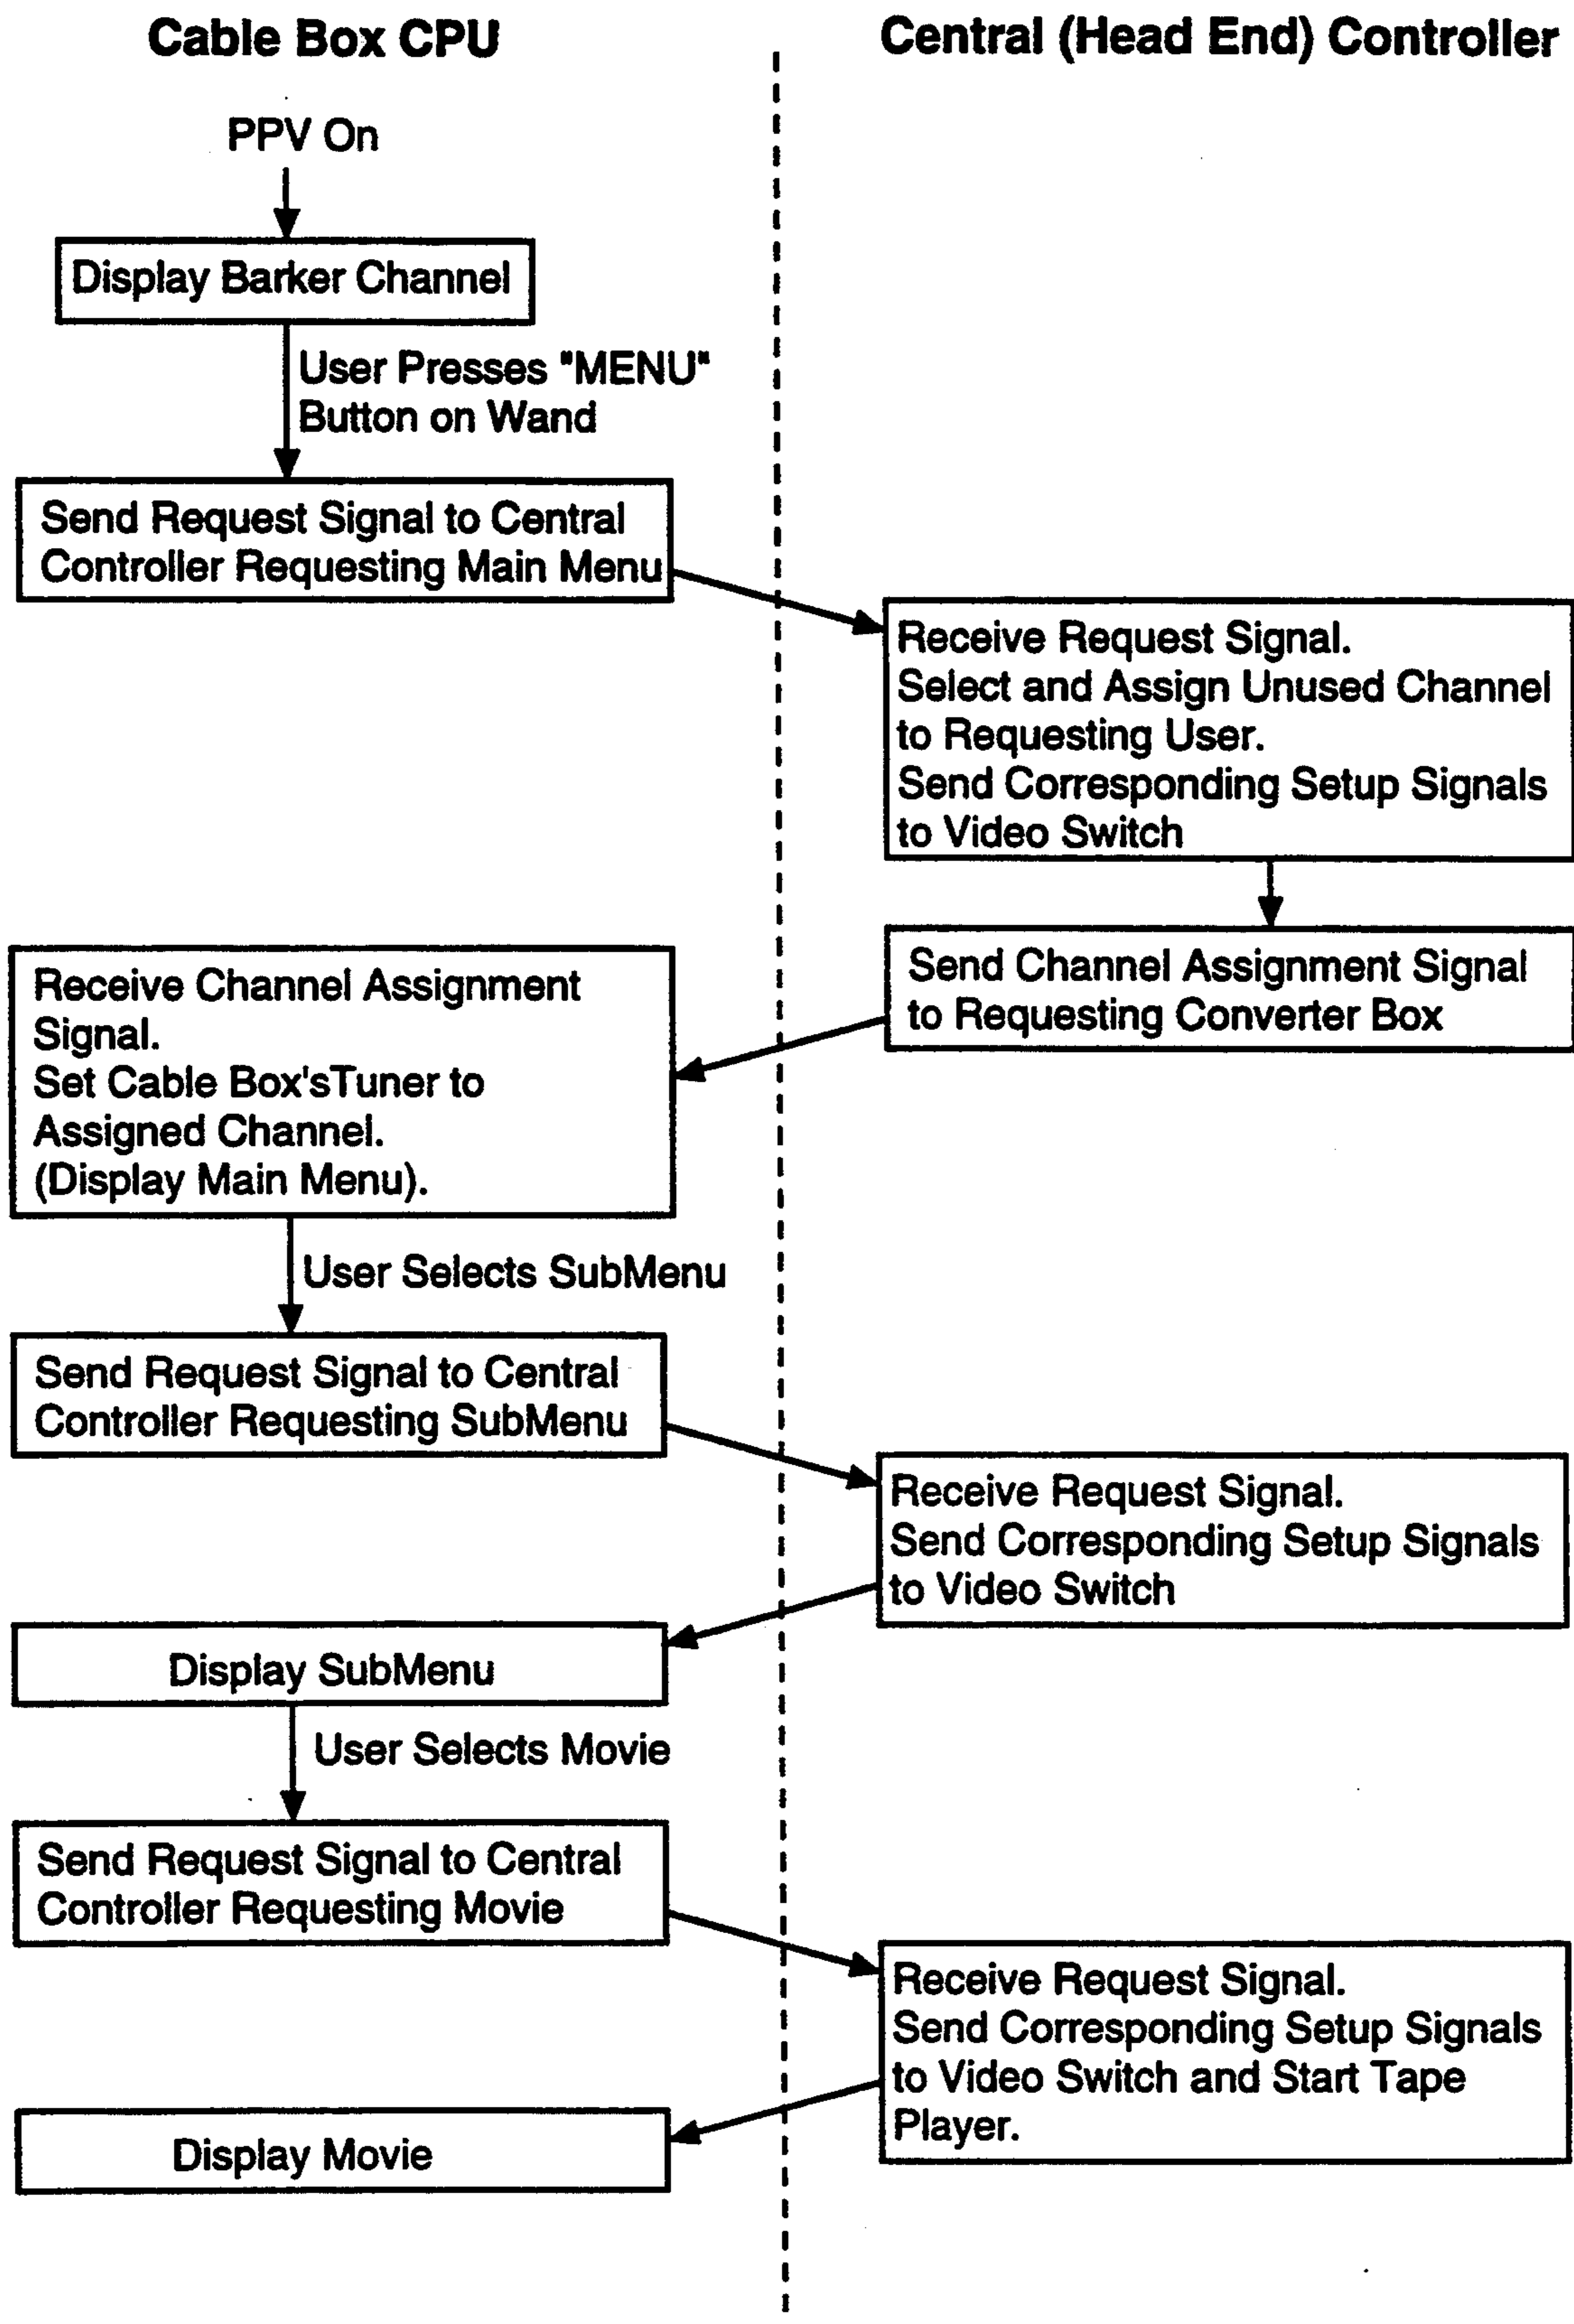 Cable Box CPU
Central (Head End) Controller
PPV On
Display Barker Channel
User Presses "MENU"
Button on Wand
Send Request Signal to Central
Controller Requesting Main Menu
Receive Request Signal.
Select and Assign Unused Channel
to Requesting User.
Send Corresponding Setup Signals
to Video Switch
Send Channel Assignment Signal
to Requesting Converter Box
Receive Channel Assignment
Signal.
Set Cable Box'sTuner to
Assigned Channel.
(Display Main Menu).
User Selects SubMenu
Send Request Signal to Central
Controller Requesting SubMenu
Receive Request Signal.
Send Corresponding Setup Signals
to Video Switch
Display SubMenu
User Selects Movie
Send Request Signal to Central
Controller Requesting Movie
Receive Request Signal.
Send Corresponding Setup Signals
to Video Switch and Start Tape
Player.
Display Movie